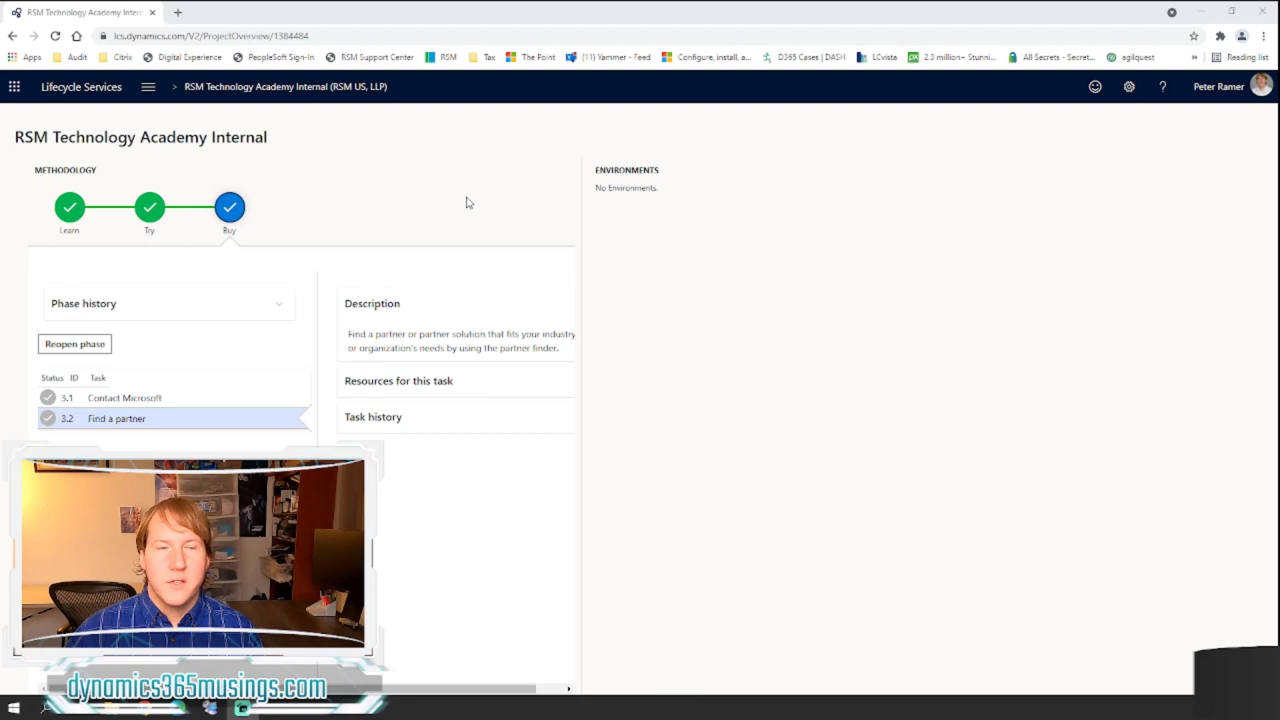 RSM Technology Academy Intern
lcs.dynamics.com/V2/ProjectOverview/1384484
Apps Audit Citrix Digital Experience PeopleSoft Sign-In RSM Support Center RSM Tax The Point (11) Yammer - Feed Configure, install, a... D365 Cases | DASH LCvista 2.3 million+ Stunni... All Secrets - Secret... agilquest » Reading list
Lifecycle Services > RSM Technology Academy Internal (RSM US, LLP) ? Peter Ramer
RSM Technology Academy Internal
METHODOLOGY
Learn Try Buy
Phase history
Reopen phase
Status ID Task
3.1 Contact Microsoft
3.2 Find a partner
Description
Find a partner or partner solution that fits your industry
or organization's needs by using the partner finder.
Resources for this task
Task history
ENVIRONMENTS
No Environments.
dynamics365musings.com